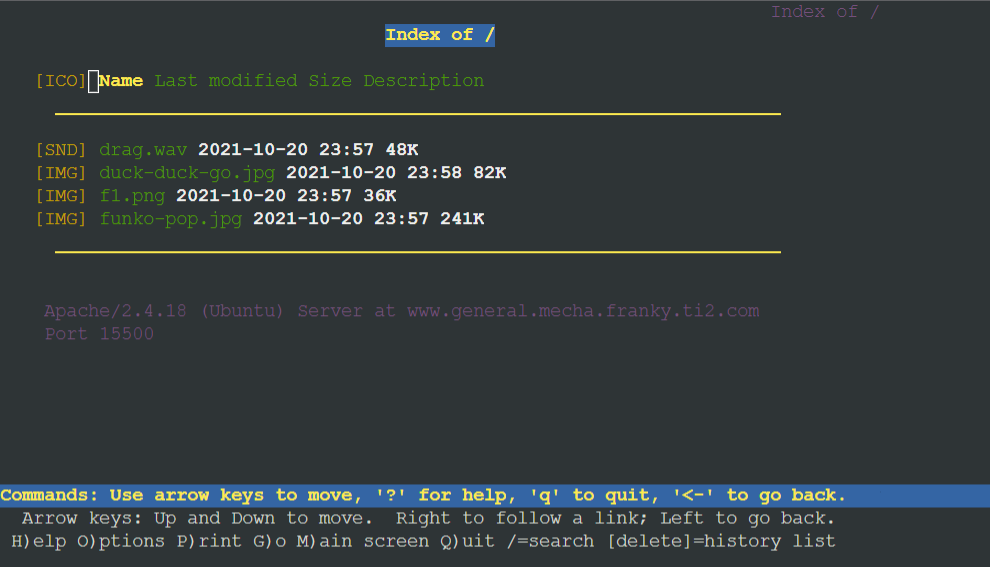 Index of /
Index of /
[ICO] Name Last modified Size Description
[SND] drag.wav 2021-10-20 23:57 48K
[IMG] duck-duck-go.jpg 2021-10-20 23:58 82K
[IMG] f1.png 2021-10-20 23:57 36K
[IMG] funko-pop.jpg 2021-10-20 23:57 241K
Apache/2.4.18 (Ubuntu) Server at www.general.mecha.franky.ti2.com
Port 15500
Commands: Use arrow keys to move, '?' for help, 'q' to quit, '<-' to go back.
Arrow keys: Up and Down to move.  Right to follow a link; Left to go back.
H)elp O)ptions P)rint G)o M)ain screen Q)uit /=search [delete]=history list